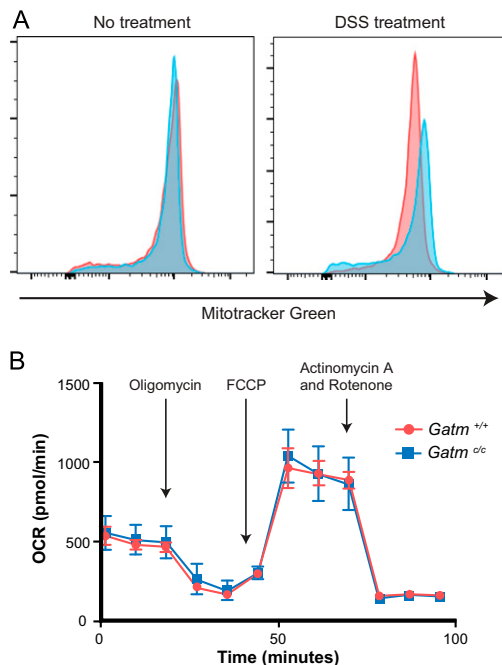 A
No treatment
DSS treatment
Mitotracker Green
B
Oligomycin
FCCP
Actinomycin A
and Rotenone
Gatm +/+
Gatm c/c
OCR (pmol/min)
1500
1000
500
0
0
50
100
Time (minutes)